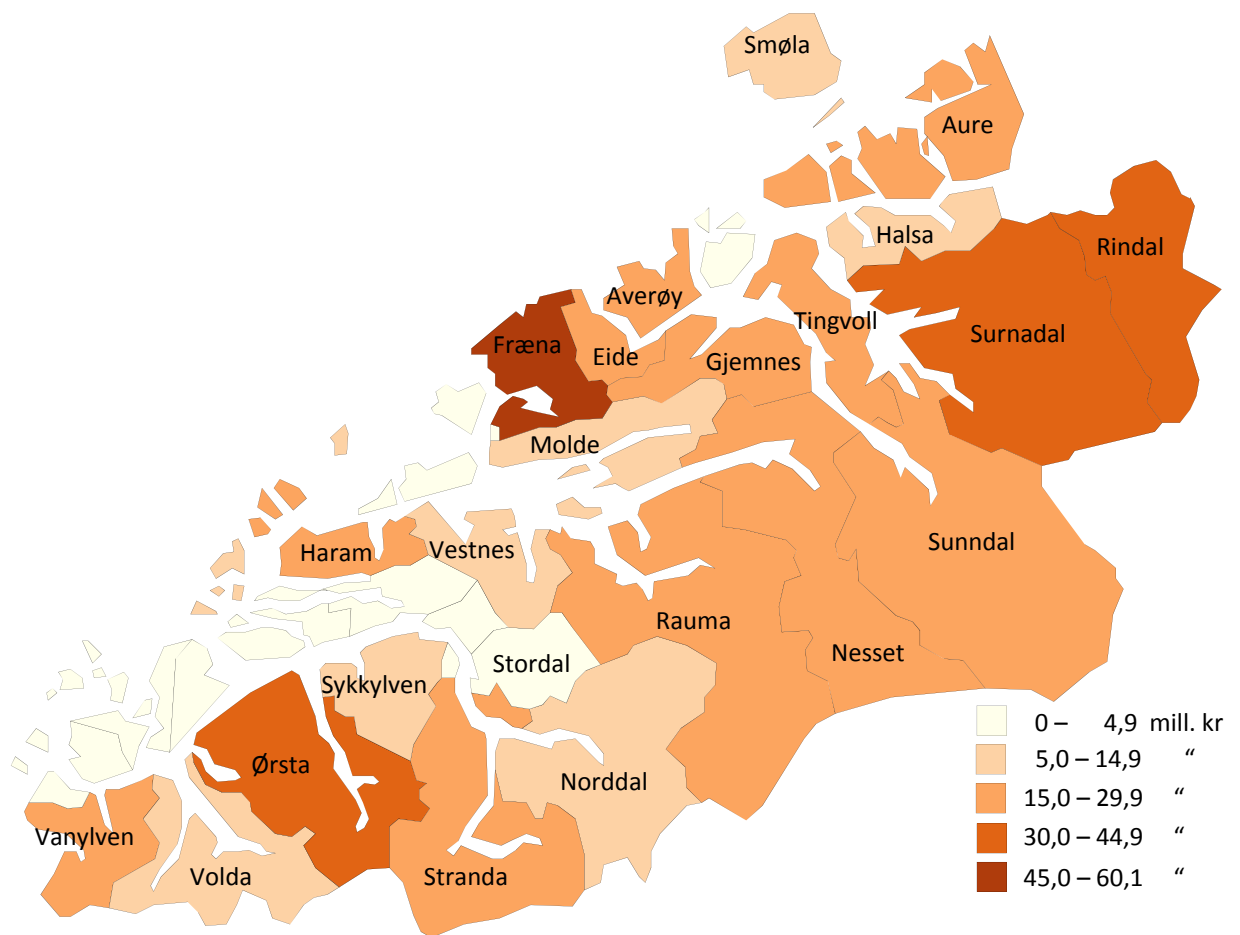 Smøla
Aure
Halsa
Rindal
Averøy
Tingvoll
Surnadal
Fræna
Eide
Gjemnes
Molde
Haram
Vestnes
Sunndal
Rauma
Nesset
Stordal
Sykkylven
Ørsta
Norddal
Vanylven
Volda
Stranda
0 – 4,9 mill. kr
5,0 – 14,9 “
15,0 – 29,9 “
30,0 – 44,9 “
45,0 – 60,1 “